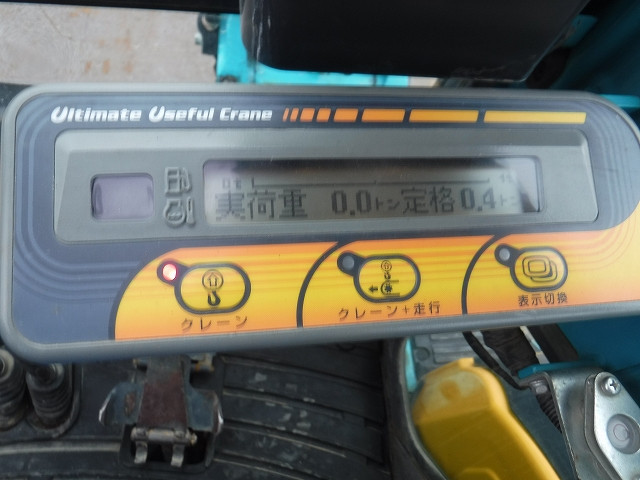 Ultimate Useful Crane
実荷重 0.0トン 定格 0.4トン
クレーン クレーン+走行 表示切換